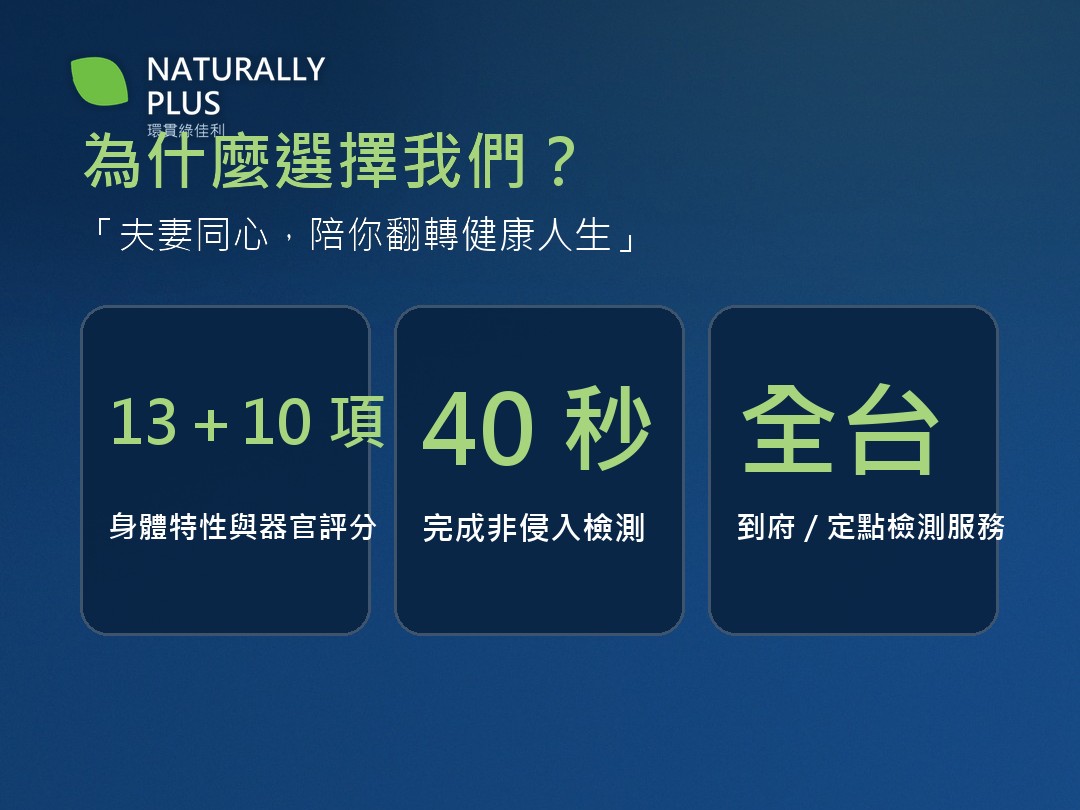 NATURALLY
PLUS
環貫綠佳利
為什麼選擇我們？
「夫妻同心，陪你翻轉健康人生」
13+10 項
身體特性與器官評分
40 秒
完成非侵入檢測
全台
到府 / 定點檢測服務